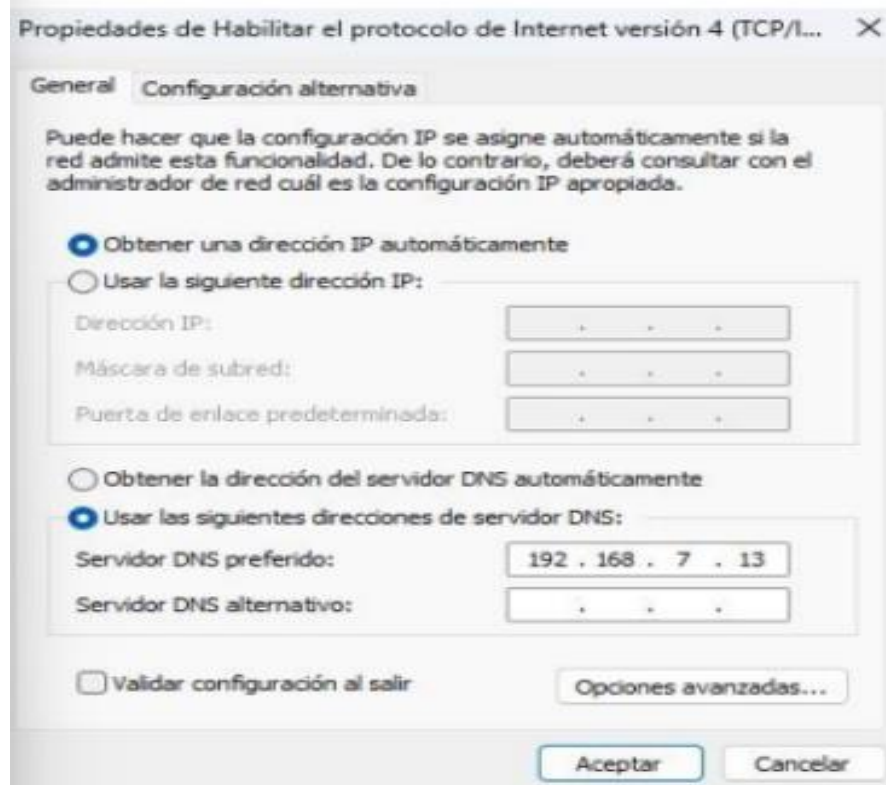 Propiedades de Habilitar el protocolo de Internet versión 4 (TCP/I...
General
Configuración alternativa
Puede hacer que la configuración IP se asigne automáticamente si la
red admite esta funcionalidad. De lo contrario, deberá consultar con el
administrador de red cuál es la configuración IP apropiada.
Obtener una dirección IP automáticamente
Usar la siguiente dirección IP:
Dirección IP:
Máscara de subred:
Puerta de enlace predeterminada:
Obtener la dirección del servidor DNS automáticamente
Usar las siguientes direcciones de servidor DNS:
Servidor DNS preferido: 192 . 168 . 7 . 13
Servidor DNS alternativo:
Validar configuración al salir
Opciones avanzadas...
Aceptar
Cancelar